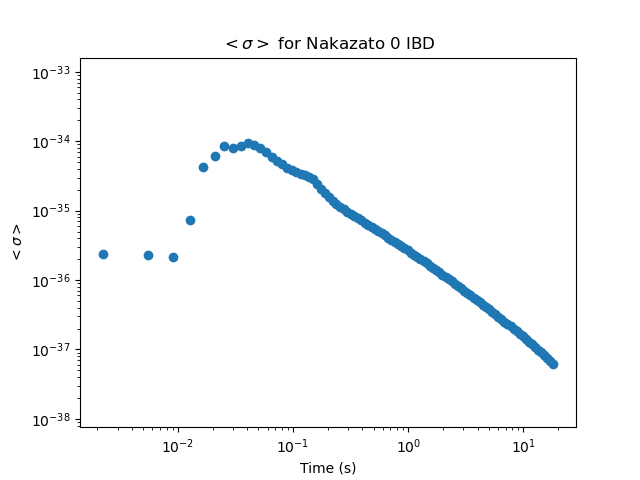 < σ > for Nakazato 0 IBD
10⁻³³
10⁻³⁴
10⁻³⁵
10⁻³⁶
10⁻³⁷
10⁻³⁸
< σ >
10⁻² 10⁻¹ 10⁰ 10¹
Time (s)